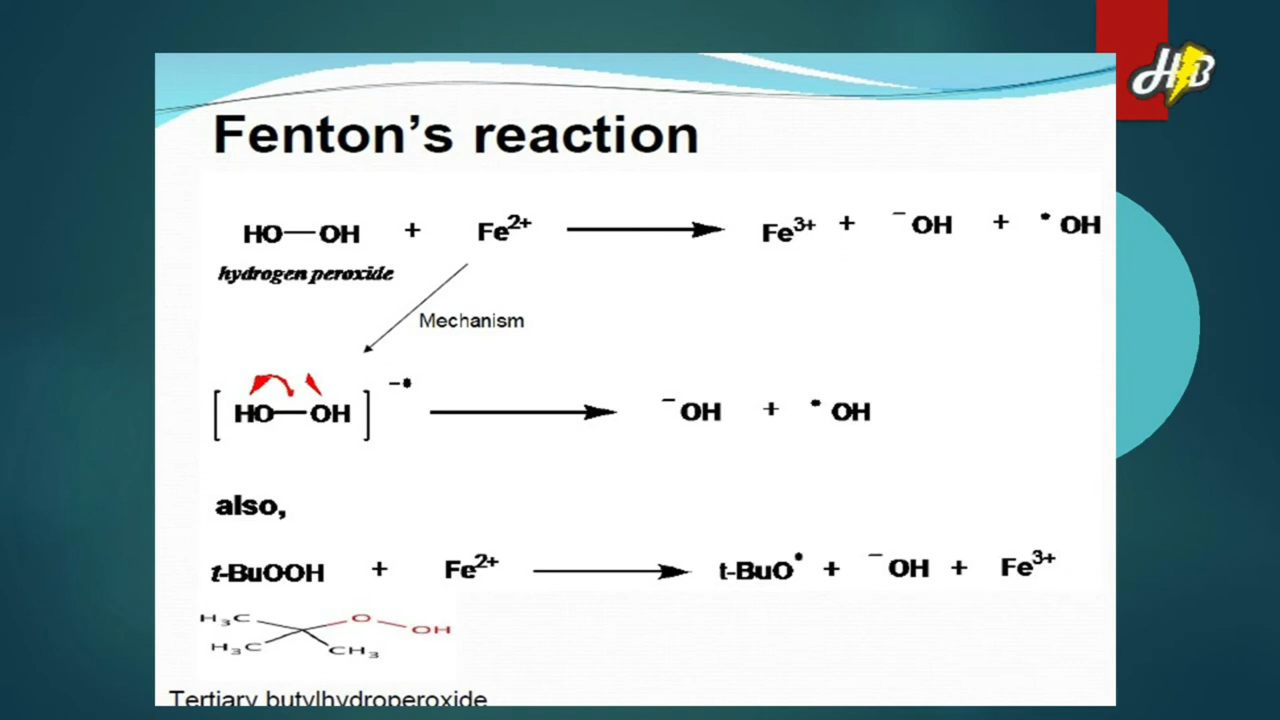 HB
Fenton's reaction
HO—OH + Fe²⁺ → Fe³⁺ + ⁻OH + •OH
hydrogen peroxide
Mechanism
[HO—OH]⁻• → ⁻OH + •OH
also,
t-BuOOH + Fe²⁺ → t-BuO• + ⁻OH + Fe³⁺
H₃C O OH
H₃C CH₃
Tertiary butylhydroperoxide